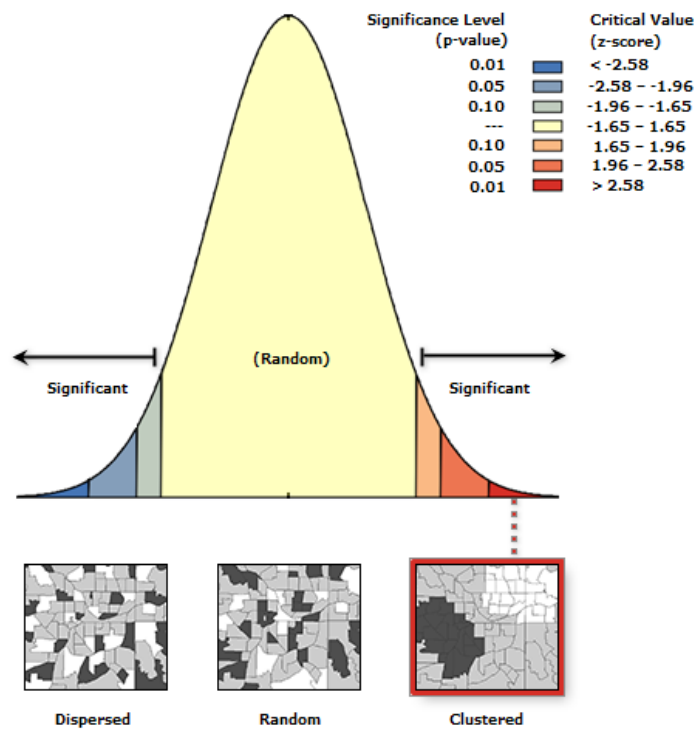 Significance Level Critical Value
(p-value) (z-score)
0.01 < -2.58
0.05 -2.58 – -1.96
0.10 -1.96 – -1.65
--- -1.65 – 1.65
0.10 1.65 – 1.96
0.05 1.96 – 2.58
0.01 > 2.58
(Random)
Significant Significant
Dispersed Random Clustered